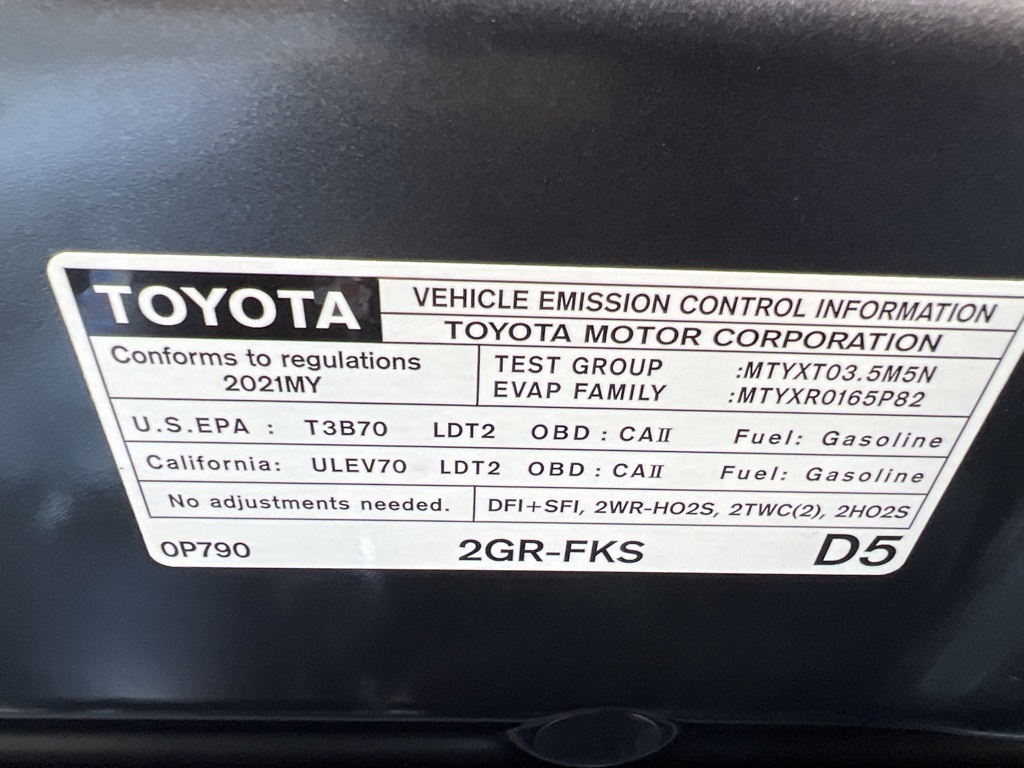 TOYOTA
VEHICLE EMISSION CONTROL INFORMATION
TOYOTA MOTOR CORPORATION
Conforms to regulations
2021MY
TEST GROUP :MTYXT03.5M5N
EVAP FAMILY :MTYXR0165P82
U.S.EPA : T3B70 LDT2 OBD : CAII Fuel: Gasoline
California: ULEV70 LDT2 OBD : CAII Fuel: Gasoline
No adjustments needed.
DFI+SFI, 2WR-HO2S, 2TWC(2), 2HO2S
0P790 2GR-FKS D5